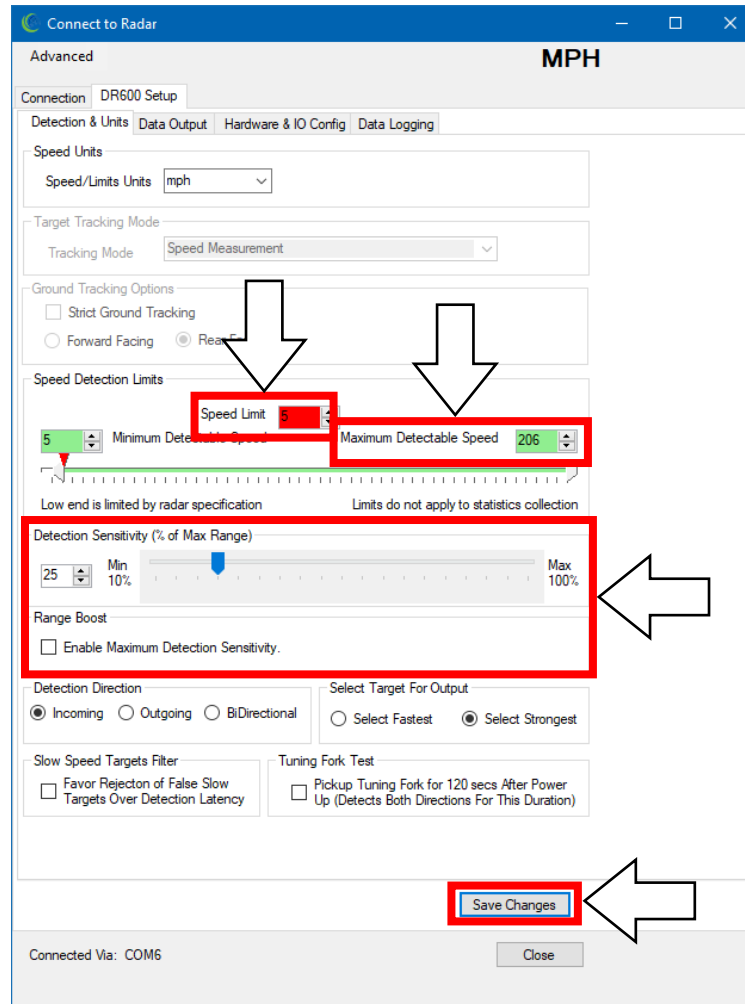 Connect to Radar
Advanced
MPH
Connection DR600 Setup
Detection & Units Data Output Hardware & IO Config Data Logging
Speed Units
Speed/Limits Units mph
Target Tracking Mode
Tracking Mode Speed Measurement
Ground Tracking Options
Strict Ground Tracking
Forward Facing
Speed Detection Limits
Speed Limit 5
5 Minimum Detectable Speed Maximum Detectable Speed 206
Low end is limited by radar specification Limits do not apply to statistics collection
Detection Sensitivity (% of Max Range)
25 Min 10% Max 100%
Range Boost
Enable Maximum Detection Sensitivity.
Detection Direction Select Target For Output
Incoming Outgoing BiDirectional Select Fastest Select Strongest
Slow Speed Targets Filter Tuning Fork Test
Favor Rejecton of False Slow Pickup Tuning Fork for 120 secs After Power
Targets Over Detection Latency Up (Detects Both Directions For This Duration)
Save Changes
Connected Via: COM6 Close